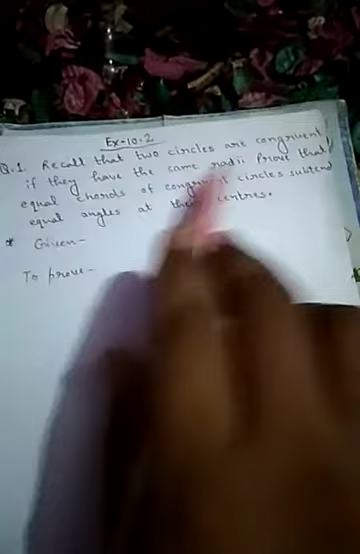 Ex-10.2
Q.1. Recall that two circles are congruent
if they have the same radii Prove that
equal chords of congruent circles subtend
equal angles at their centres.
* Given-
To prove-